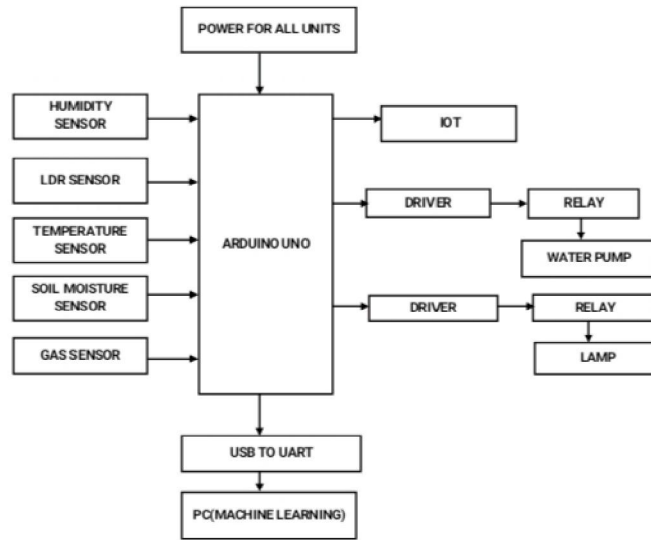 POWER FOR ALL UNITS
HUMIDITY
SENSOR
LDR SENSOR
TEMPERATURE
SENSOR
SOIL MOISTURE
SENSOR
GAS SENSOR
ARDUINO UNO
IOT
DRIVER
RELAY
WATER PUMP
DRIVER
RELAY
LAMP
USB TO UART
PC(MACHINE LEARNING)